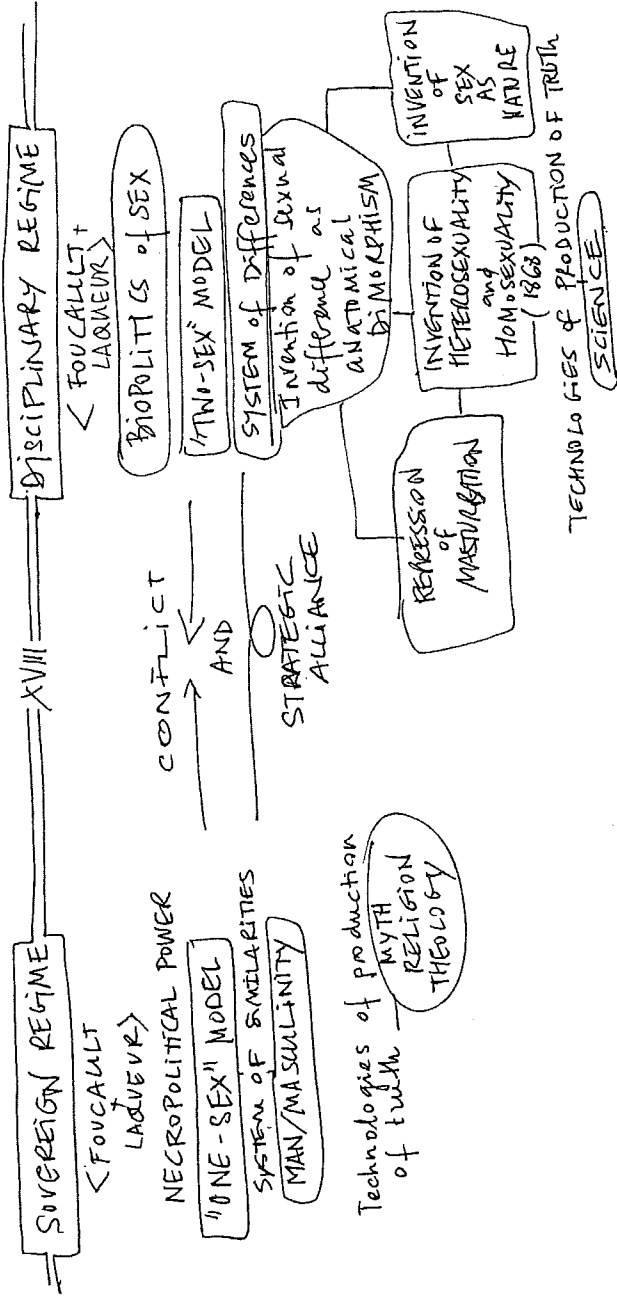 SOVEREIGN REGIME
<FOUCAULT
+
LAQUEUR>
NECROPOLITICAL POWER
"ONE-SEX" MODEL
SYSTEM OF SIMILARITIES
MAN/MASCULINITY
Technologies of production
of truth
MYTH
RELIGION
THEOLOGY
XVIII
CONFLICT
AND
STRATEGIC
ALLIANCE
DISCIPLINARY REGIME
<FOUCAULT +
LAQUEUR>
BIOPOLITICS of SEX
"TWO-SEX" MODEL
SYSTEM of Differences
Invention of sexual
difference as
anatomical
DIMORPHISM
REPRESSION
of
MASTURBATION
INVENTION OF
HETEROSEXUALITY
and
HOMOSEXUALITY
(1868)
INVENTION
OF
SEX
AS
NATURE
TECHNOLOGIES of PRODUCTION OF TRUTH
SCIENCE